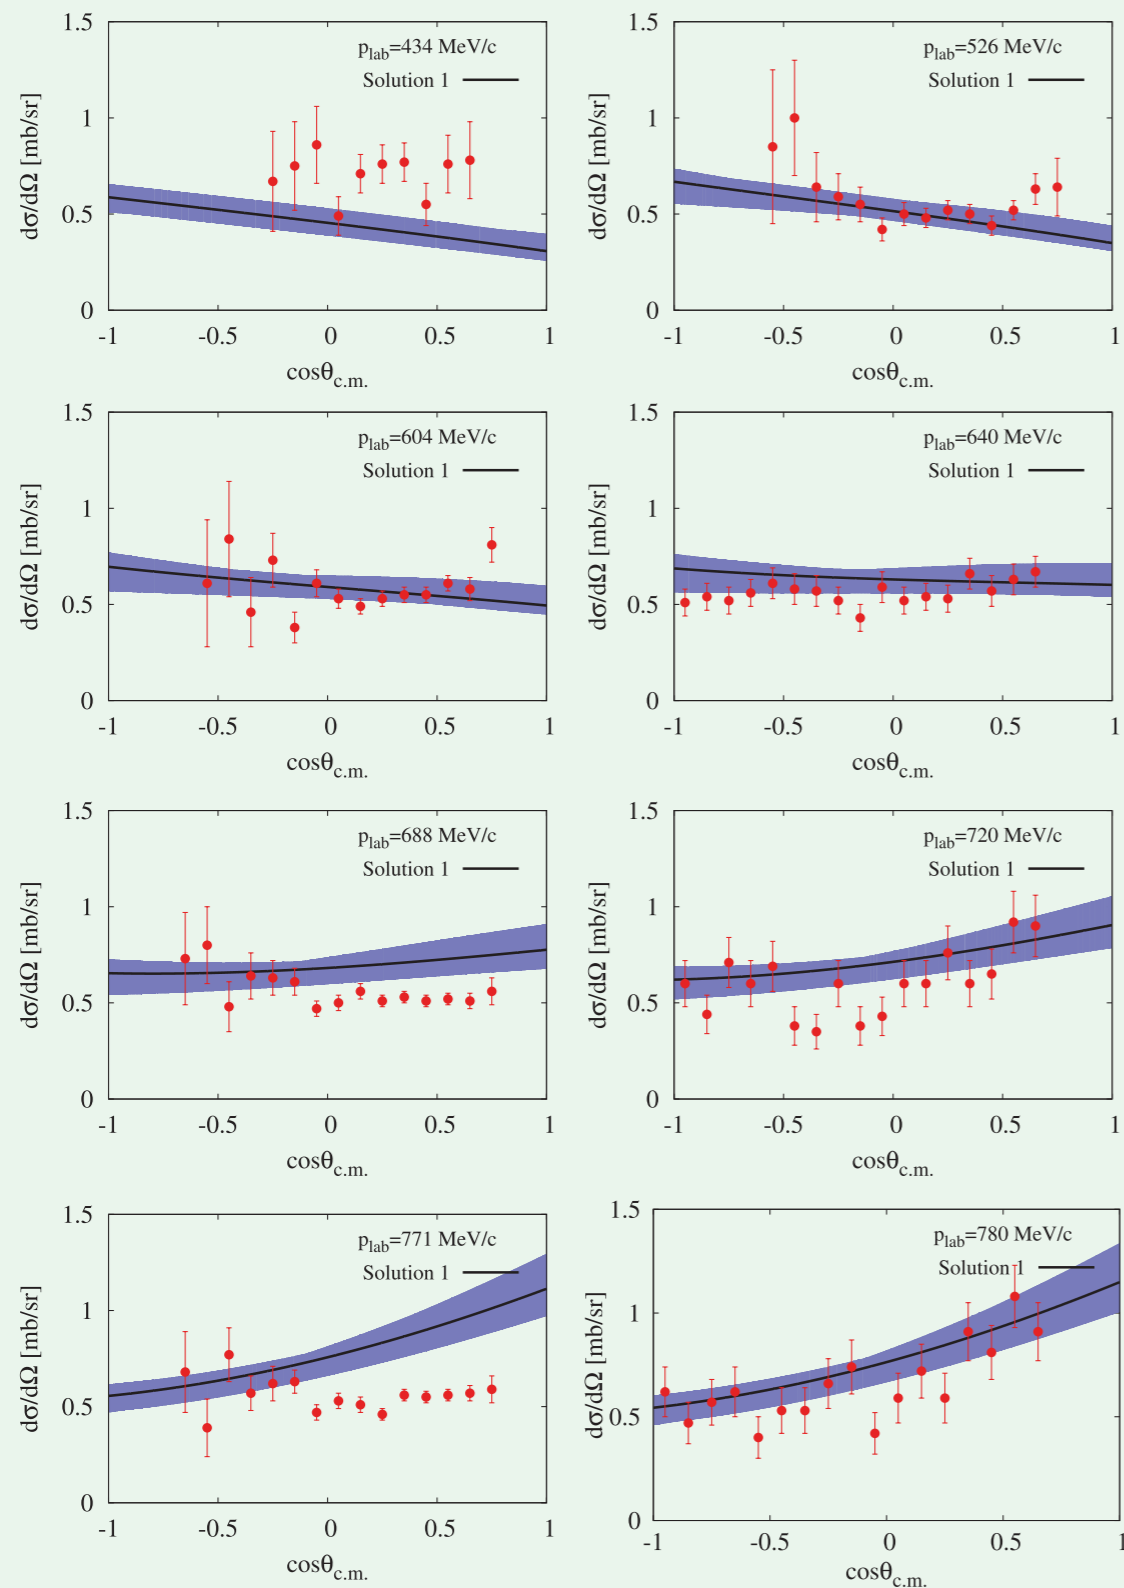 1.5
p_lab=434 MeV/c
Solution 1
1
dσ/dΩ [mb/sr]
0.5
0
-1 -0.5 0 0.5 1
cosθ_c.m.
1.5
p_lab=526 MeV/c
Solution 1
1
dσ/dΩ [mb/sr]
0.5
0
-1 -0.5 0 0.5 1
cosθ_c.m.
1.5
p_lab=604 MeV/c
Solution 1
1
dσ/dΩ [mb/sr]
0.5
0
-1 -0.5 0 0.5 1
cosθ_c.m.
1.5
p_lab=640 MeV/c
Solution 1
1
dσ/dΩ [mb/sr]
0.5
0
-1 -0.5 0 0.5 1
cosθ_c.m.
1.5
p_lab=688 MeV/c
Solution 1
1
dσ/dΩ [mb/sr]
0.5
0
-1 -0.5 0 0.5 1
cosθ_c.m.
1.5
p_lab=720 MeV/c
Solution 1
1
dσ/dΩ [mb/sr]
0.5
0
-1 -0.5 0 0.5 1
cosθ_c.m.
1.5
p_lab=771 MeV/c
Solution 1
1
dσ/dΩ [mb/sr]
0.5
0
-1 -0.5 0 0.5 1
cosθ_c.m.
1.5
p_lab=780 MeV/c
Solution 1
1
dσ/dΩ [mb/sr]
0.5
0
-1 -0.5 0 0.5 1
cosθ_c.m.